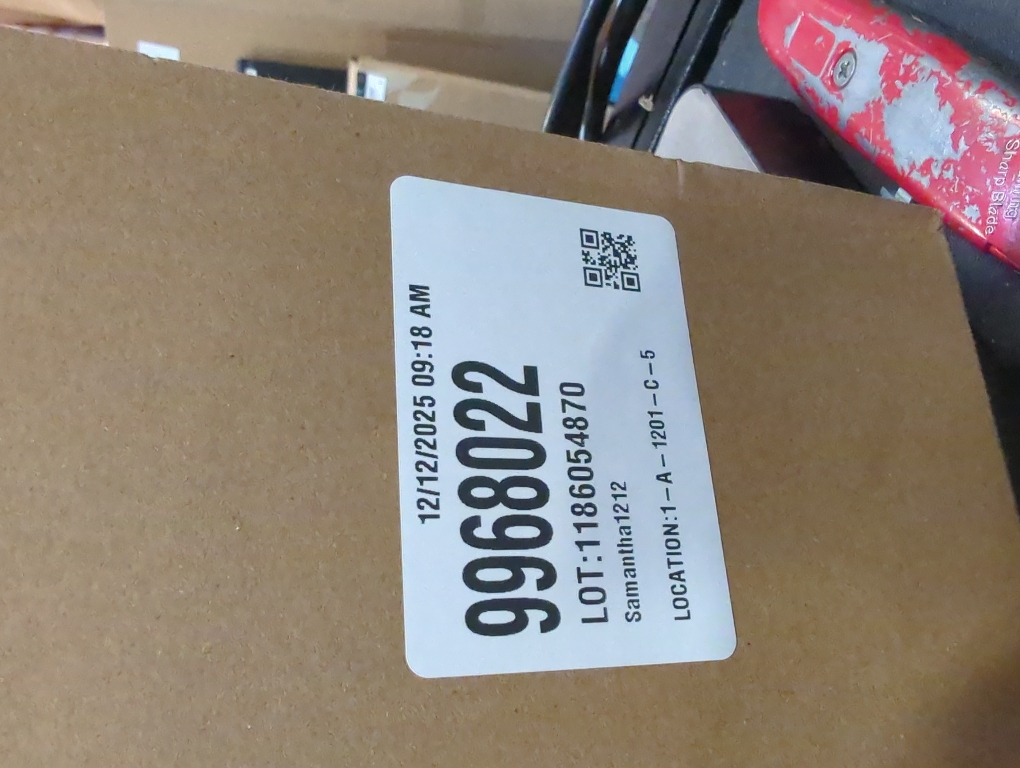 12/12/2025 09:18 AM
9968022
LOT:1186054870
Samantha1212
LOCATION:1-A-1201-C-5
Sharp Blade